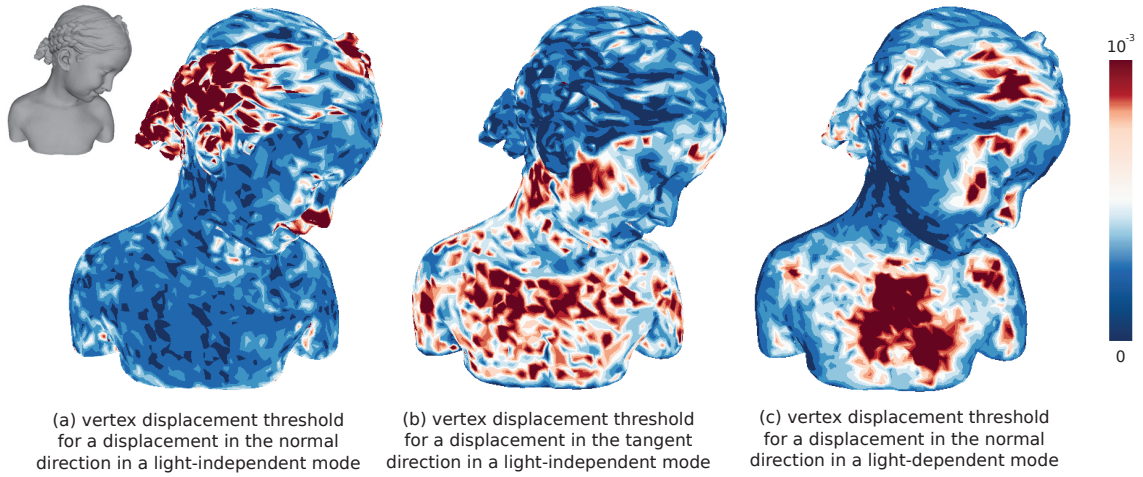 10⁻³
0
(a) vertex displacement threshold
for a displacement in the normal
direction in a light-independent mode
(b) vertex displacement threshold
for a displacement in the tangent
direction in a light-independent mode
(c) vertex displacement threshold
for a displacement in the normal
direction in a light-dependent mode